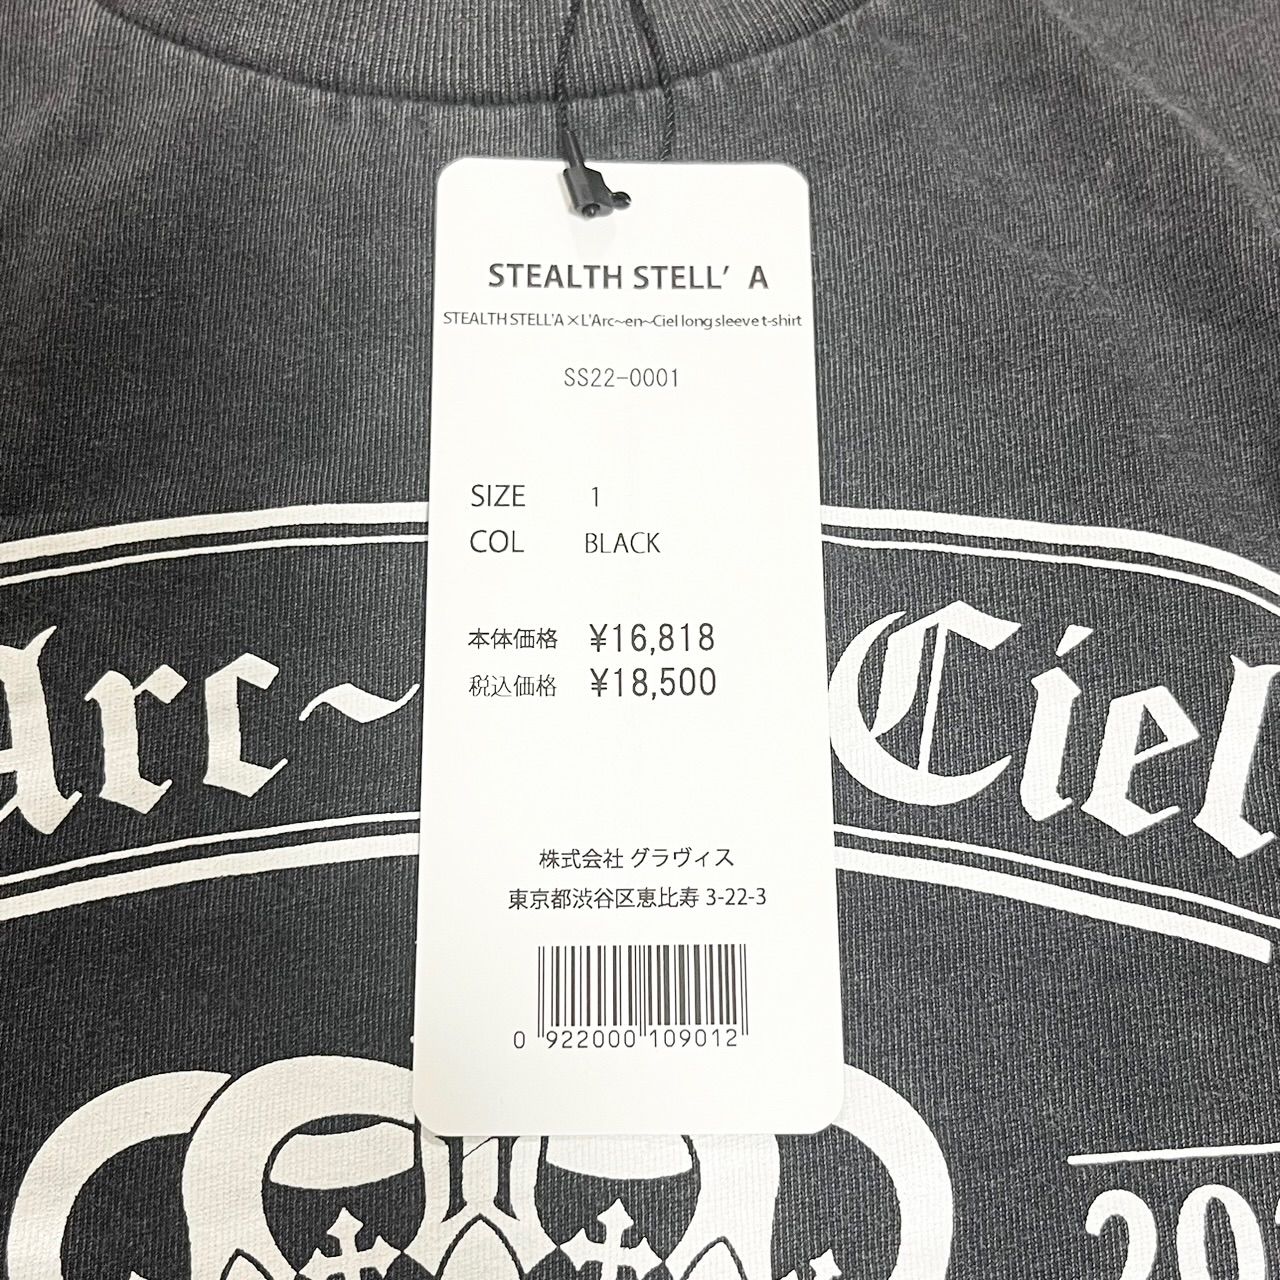 STEALTH STELL' A
STEALTH STELL'A×L'Arc~en~Ciel long sleeve t-shirt
SS22-0001
SIZE 1
COL BLACK
本体価格 ¥16,818
税込価格 ¥18,500
Arc~ Ciel
株式会社 グラヴィス
東京都渋谷区恵比寿 3-22-3
0 922000 109012